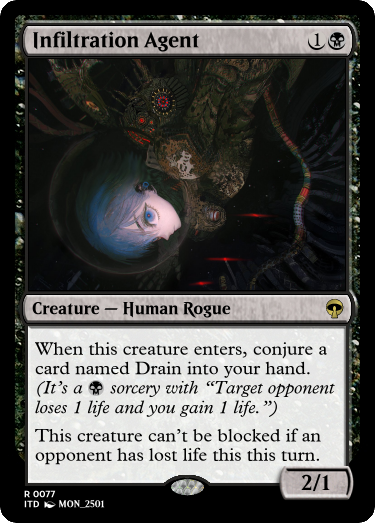 Infiltration Agent 1
Creature — Human Rogue
When this creature enters, conjure a
card named Drain into your hand.
(It's a sorcery with “Target opponent
loses 1 life and you gain 1 life.”)
This creature can't be blocked if an
opponent has lost life this this turn.
2/1
R 0077
ITD MON_2501